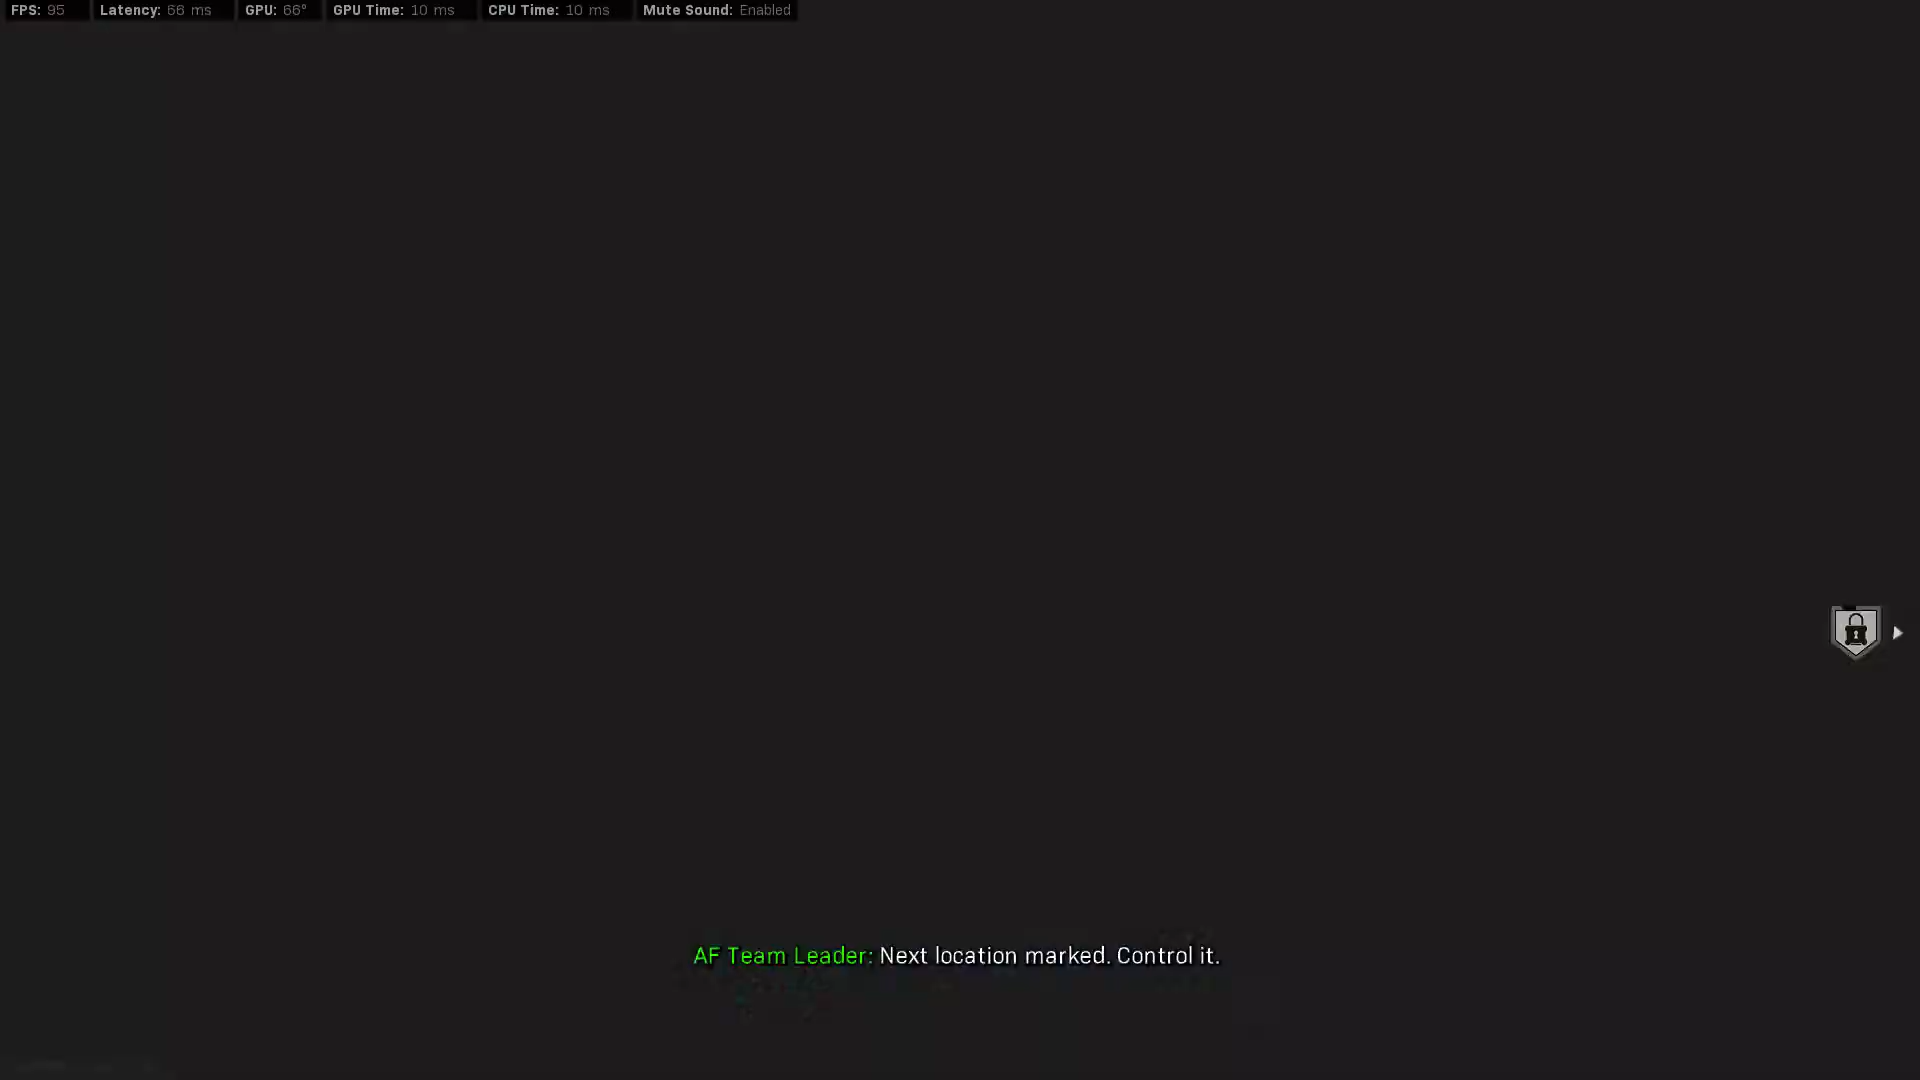 FPS: 95 Latency: 56 ms GPU: 66° GPU Time: 10 ms CPU Time: 10 ms Mute Sound: Enabled
AF Team Leader: Next location marked. Control it.